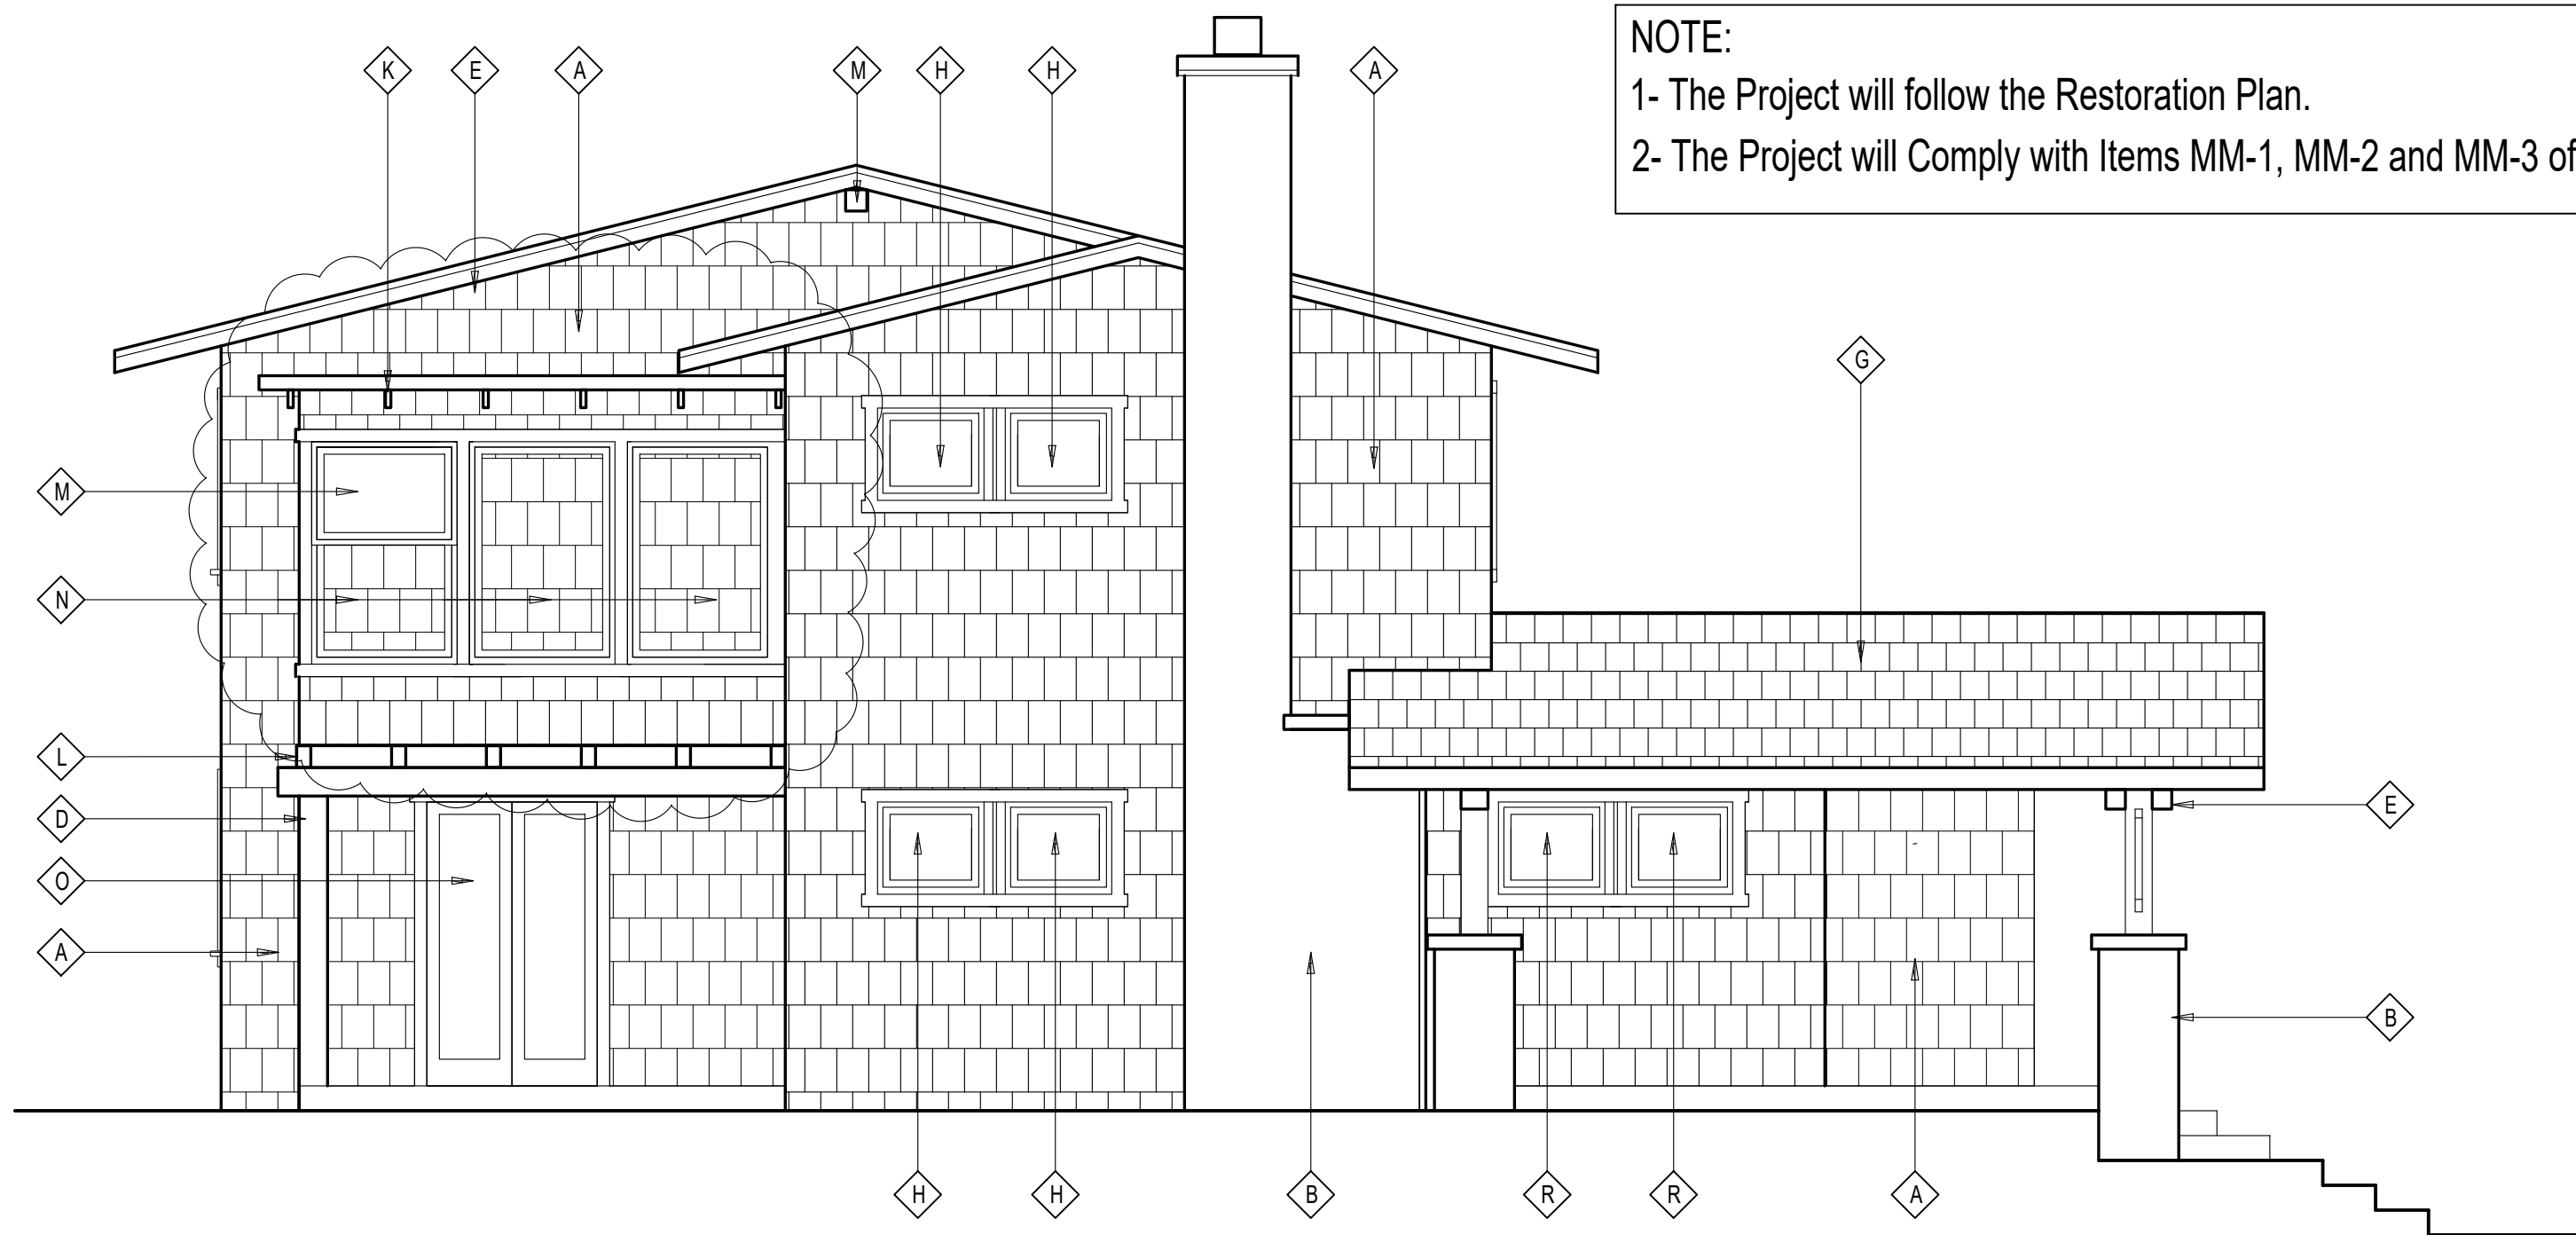 NOTE:
1- The Project will follow the Restoration Plan.
2- The Project will Comply with Items MM-1, MM-2 and MM-3 of
K E A M H H A
G
M
N
L
D
E
O
A
B
H H B R R A